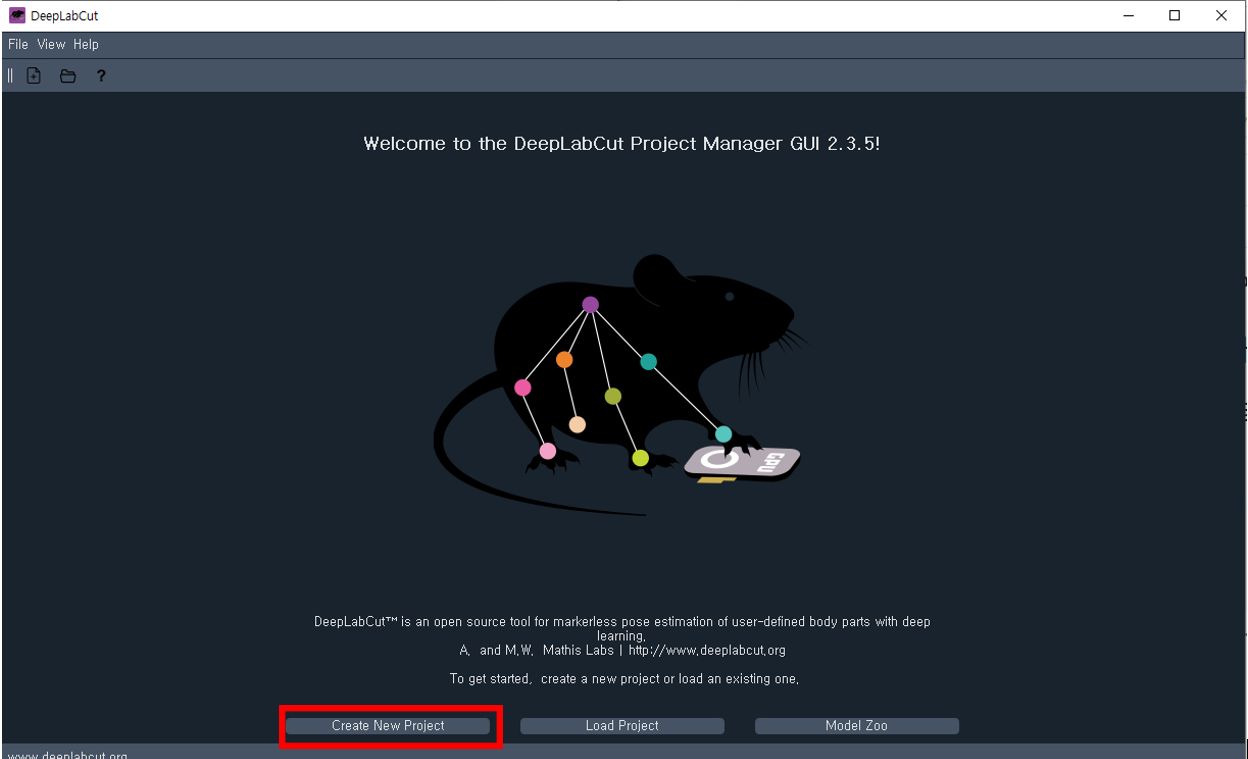 DeepLabCut
File View Help
?
Welcome to the DeepLabCut Project Manager GUI 2.3.5!
GPU
DeepLabCut™ is an open source tool for markerless pose estimation of user-defined body parts with deep
learning.
A. and M.W. Mathis Labs | http://www.deeplabcut.org
To get started, create a new project or load an existing one.
Create New Project Load Project Model Zoo
www.deeplabcut.org